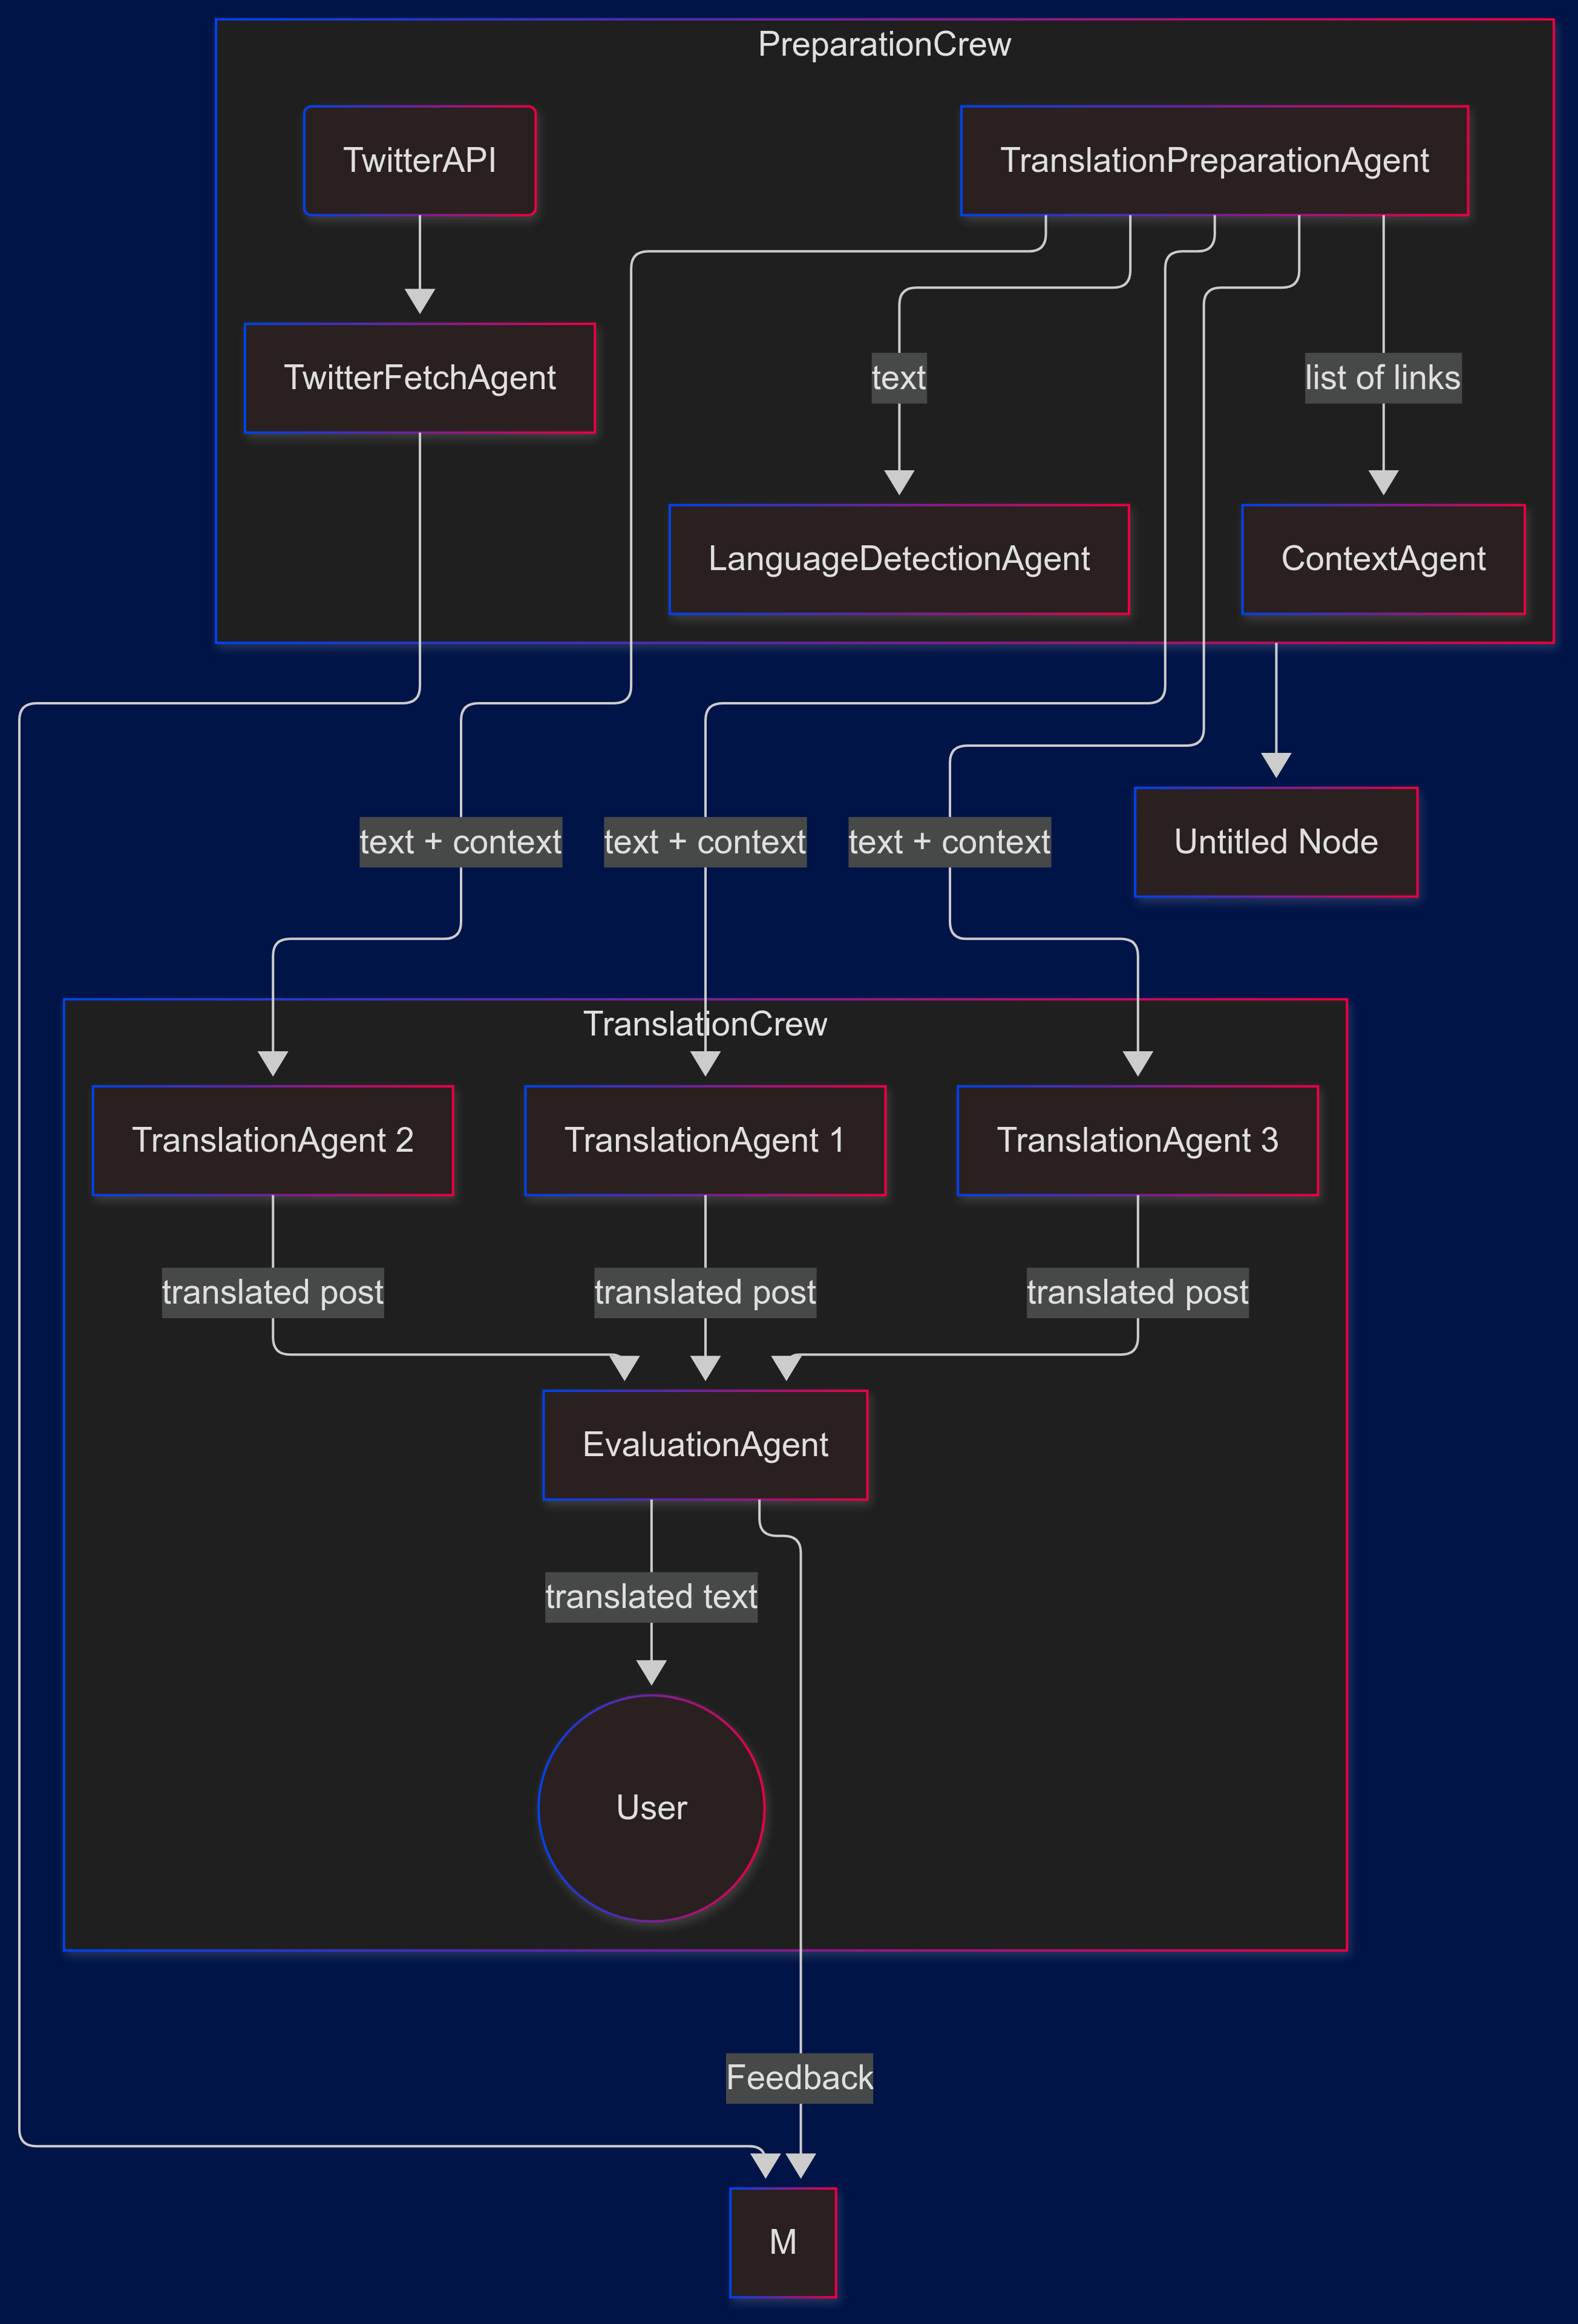 PreparationCrew
TwitterAPI
TranslationPreparationAgent
TwitterFetchAgent
text
list of links
LanguageDetectionAgent
ContextAgent
text + context
text + context
text + context
Untitled Node
TranslationCrew
TranslationAgent 2
TranslationAgent 1
TranslationAgent 3
translated post
translated post
translated post
EvaluationAgent
translated text
User
Feedback
M